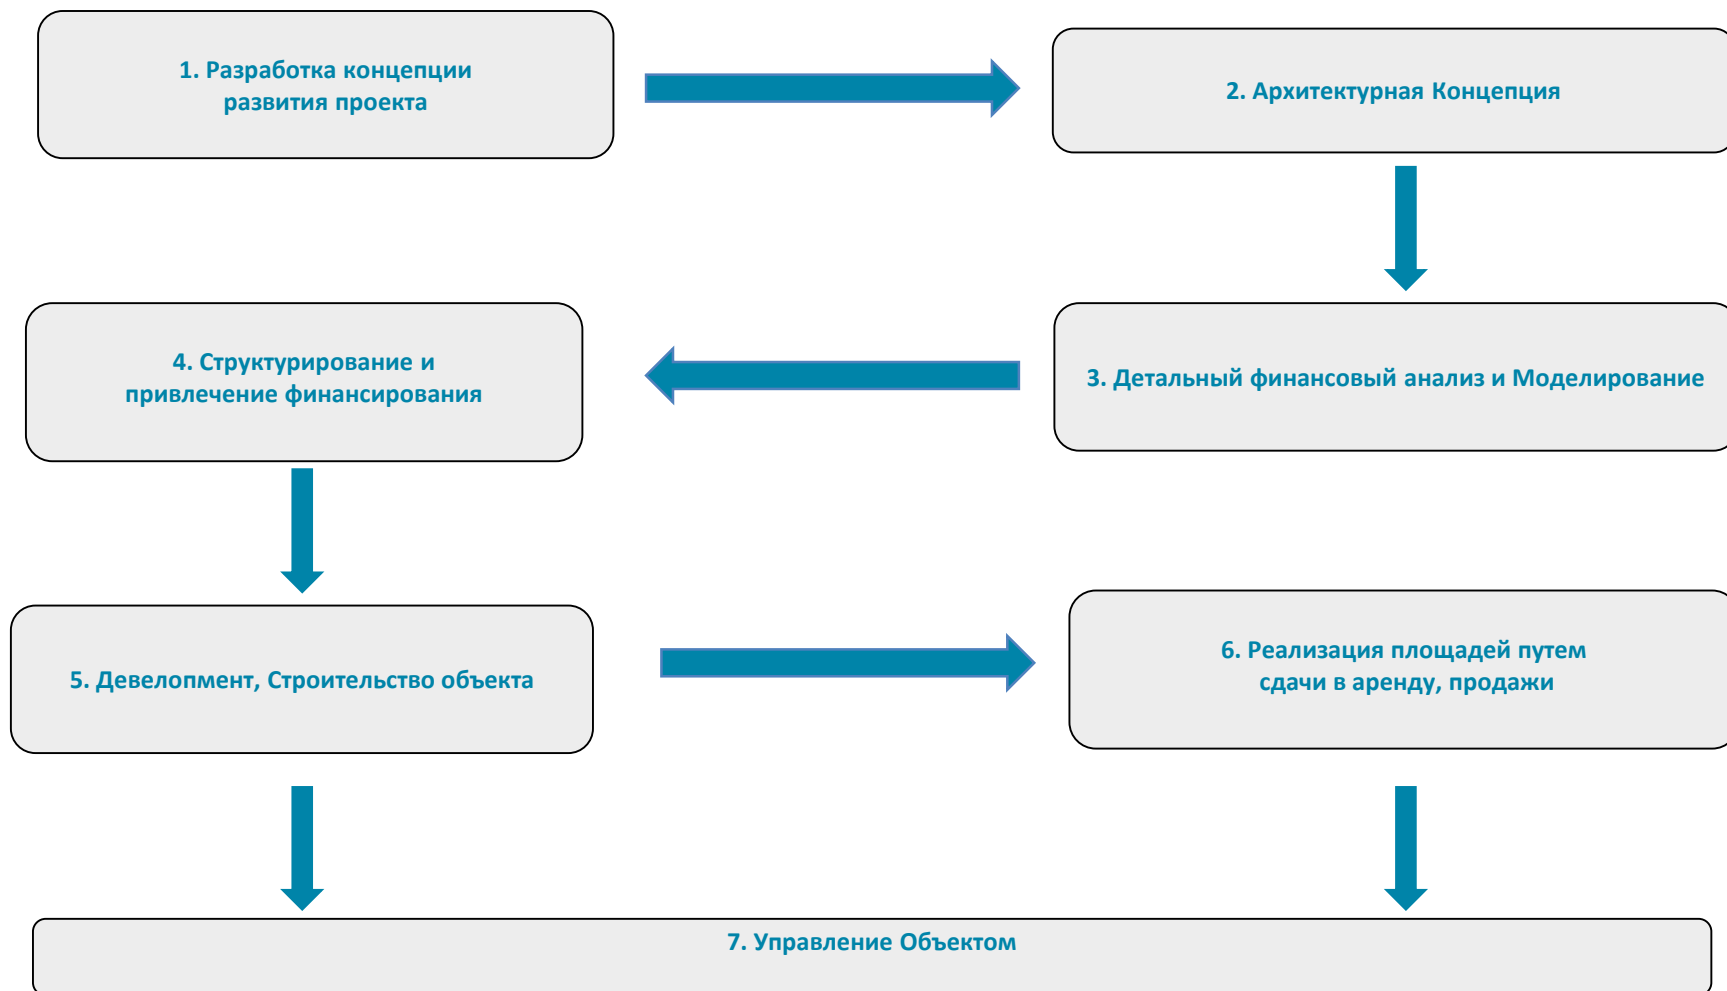 1. Разработка концепции
развития проекта
2. Архитектурная Концепция
3. Детальный финансовый анализ и Моделирование
4. Структурирование и
привлечение финансирования
5. Девелопмент, Строительство объекта
6. Реализация площадей путем
сдачи в аренду, продажи
7. Управление Объектом